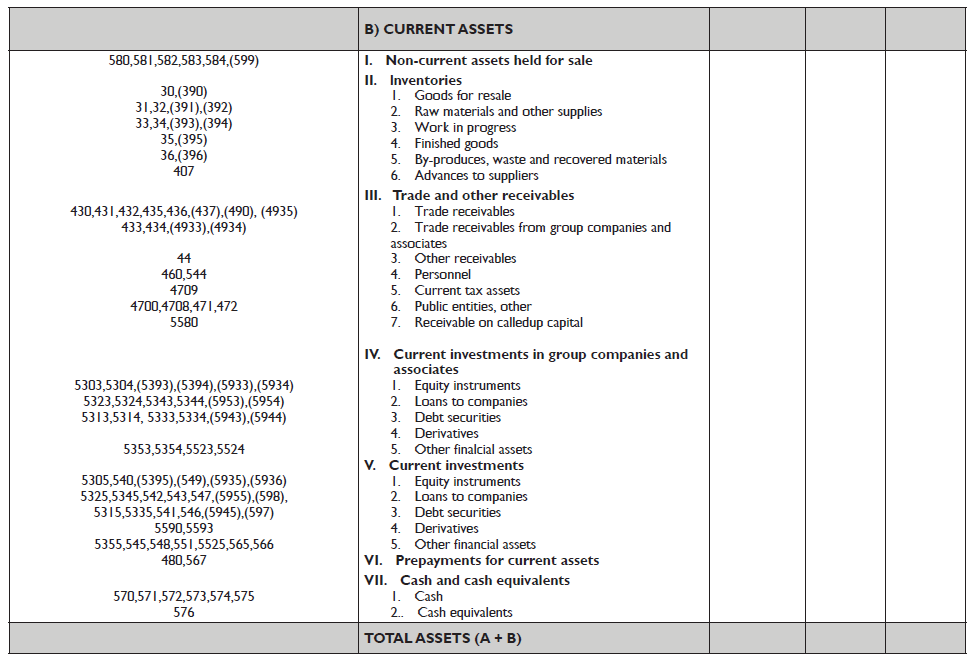 B) CURRENT ASSETS
580,581,582,583,584,(599) I. Non-current assets held for sale
II. Inventories
30,(390) 1. Goods for resale
31,32,(391),(392) 2. Raw materials and other supplies
33,34,(393),(394) 3. Work in progress
35,(395) 4. Finished goods
36,(396) 5. By-produces, waste and recovered materials
407 6. Advances to suppliers
III. Trade and other receivables
430,431,432,435,436,(437),(490), (4935) 1. Trade receivables
433,434,(4933),(4934) 2. Trade receivables from group companies and
associates
44 3. Other receivables
460,544 4. Personnel
4709 5. Current tax assets
4700,4708,471,472 6. Public entities, other
5580 7. Receivable on calledup capital
IV. Current investments in group companies and
associates
5303,5304,(5393),(5394),(5933),(5934) 1. Equity instruments
5323,5324,5343,5344,(5953),(5954) 2. Loans to companies
5313,5314, 5333,5334,(5943),(5944) 3. Debt securities
4. Derivatives
5353,5354,5523,5524 5. Other finalcial assets
V. Current investments
5305,540,(5395),(549),(5935),(5936) 1. Equity instruments
5325,5345,542,543,547,(5955),(598), 2. Loans to companies
5315,5335,541,546,(5945),(597) 3. Debt securities
5590,5593 4. Derivatives
5355,545,548,551,5525,565,566 5. Other financial assets
480,567 VI. Prepayments for current assets
VII. Cash and cash equivalents
570,571,572,573,574,575 1. Cash
576 2.. Cash equivalents
TOTAL ASSETS (A + B)